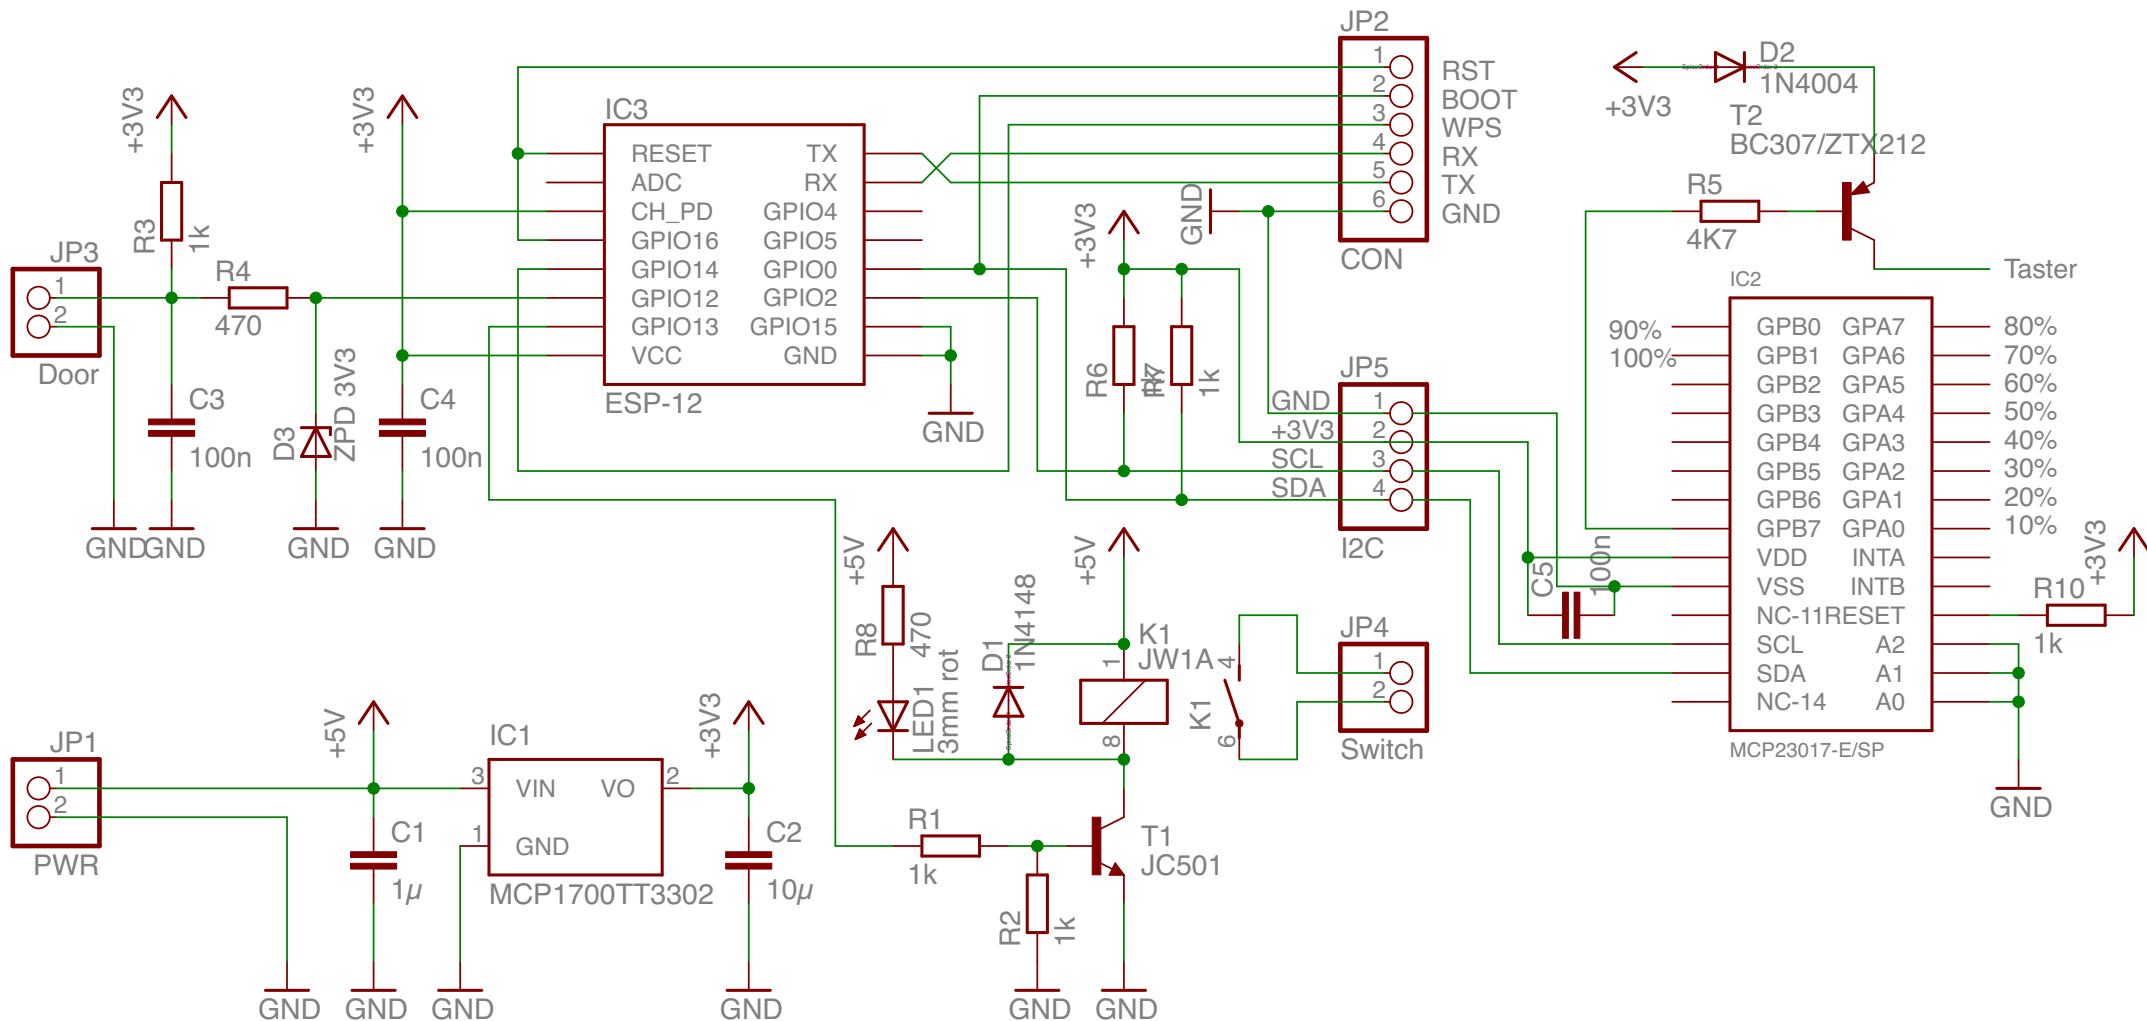 JP2
1
2
3
4
5
6
RST
BOOT
WPS
RX
TX
GND
CON
D2
1N4004
+3V3
T2
BC307/ZTX212
R5
4K7
Taster
+3V3
R3
1k
JP3
1
2
Door
R4
470
C3
100n
D3
ZPD 3V3
+3V3
C4
100n
GND
GND
GND
GND
IC3
RESET
ADC
CH_PD
GPIO16
GPIO14
GPIO12
GPIO13
VCC
TX
RX
GPIO4
GPIO5
GPIO0
GPIO2
GPIO15
GND
ESP-12
GND
GND
+3V3
R6
1k
R7
1k
JP5
GND
+3V3
SCL
SDA
1
2
3
4
I2C
IC2
90%
100%
GPB0
GPB1
GPB2
GPB3
GPB4
GPB5
GPB6
GPB7
VDD
VSS
NC-11
SCL
SDA
NC-14
GPA7
GPA6
GPA5
GPA4
GPA3
GPA2
GPA1
GPA0
INTA
INTB
RESET
A2
A1
A0
80%
70%
60%
50%
40%
30%
20%
10%
MCP23017-E/SP
C5
100n
+3V3
R10
1k
GND
+5V
R8
470
LED1
3mm rot
D1
1N4148
+5V
K1
JW1A
1
8
K1
4
6
JP4
1
2
Switch
JP1
1
2
PWR
+5V
C1
1µ
IC1
3
VIN
VO
2
1
GND
MCP1700TT3302
+3V3
C2
10µ
R1
1k
R2
1k
T1
JC501
GND
GND
GND
GND
GND
GND